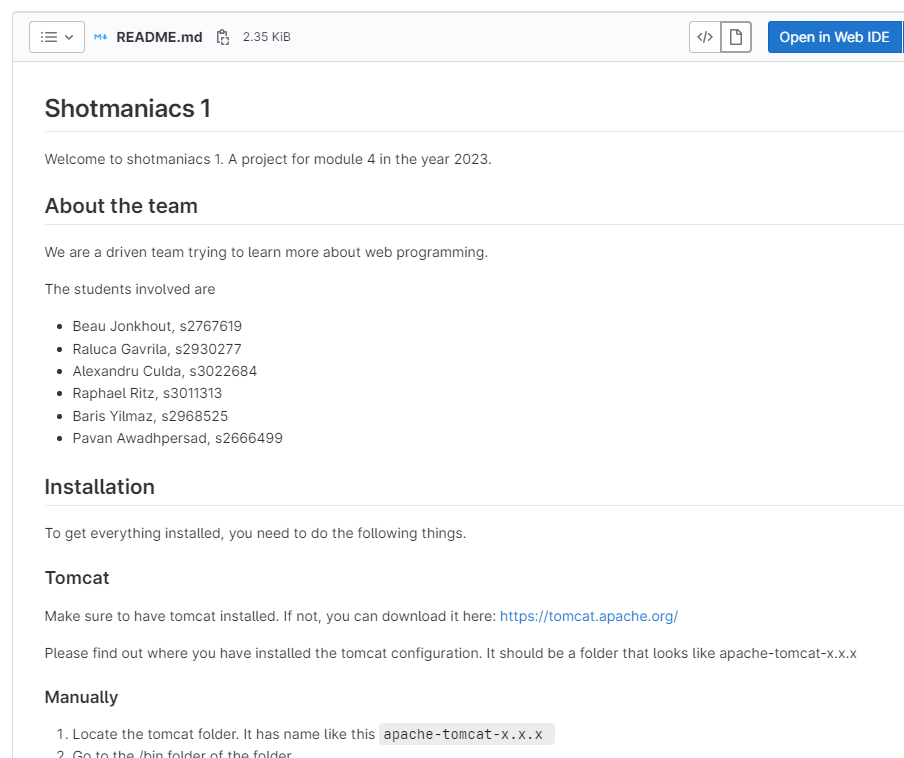 README.md 2.35 KiB Open in Web IDE
Shotmaniacs 1
Welcome to shotmaniacs 1. A project for module 4 in the year 2023.
About the team
We are a driven team trying to learn more about web programming.
The students involved are
Beau Jonkhout, s2767619
Raluca Gavrila, s2930277
Alexandru Culda, s3022684
Raphael Ritz, s3011313
Baris Yilmaz, s2968525
Pavan Awadhpersad, s2666499
Installation
To get everything installed, you need to do the following things.
Tomcat
Make sure to have tomcat installed. If not, you can download it here: https://tomcat.apache.org/
Please find out where you have installed the tomcat configuration. It should be a folder that looks like apache-tomcat-x.x.x
Manually
1. Locate the tomcat folder. It has name like this apache-tomcat-x.x.x
2. Go to the /bin folder of the folder